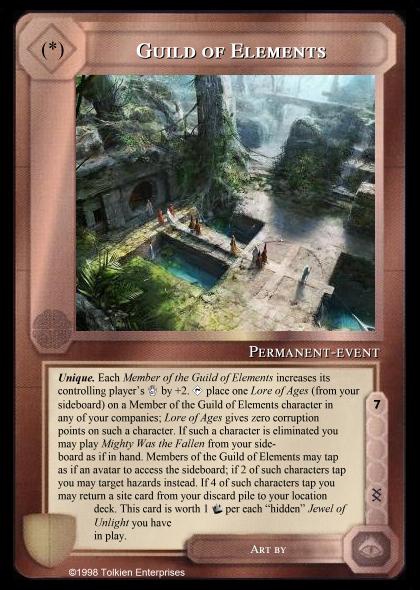 (*)
GUILD OF ELEMENTS
PERMANENT-EVENT
Unique. Each Member of the Guild of Elements increases its
controlling player's by +2. place one Lore of Ages (from your
sideboard) on a Member of the Guild of Elements character in
any of your companies; Lore of Ages gives zero corruption
points on such a character. If such a character is eliminated you
may play Mighty Was the Fallen from your side-
board as if in hand. Members of the Guild of Elements may tap
as if an avatar to access the sideboard; if 2 of such characters tap
you may target hazards instead. If 4 of such characters tap you
may return a site card from your discard pile to your location
deck. This card is worth 1 per each “hidden” Jewel of
Unlight you have
in play.
7
ART BY
©1998 Tolkien Enterprises